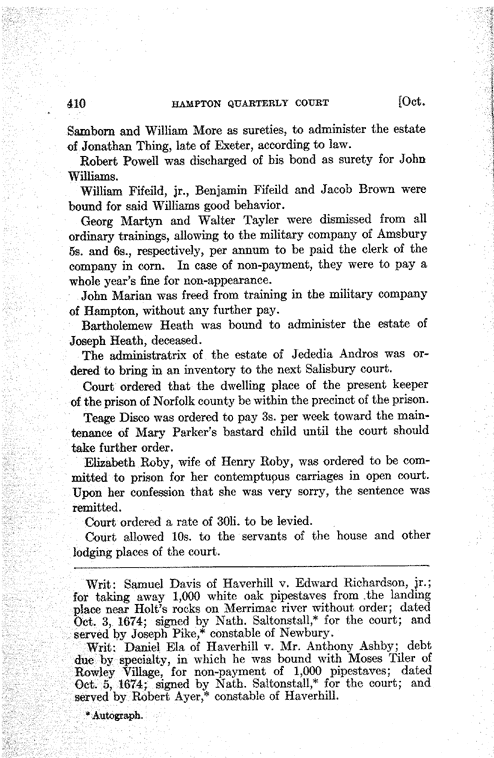 410 HAMPTON QUARTERLY COURT [Oct.
Samborn and William More as sureties, to administer the estate
of Jonathan Thing, late of Exeter, according to law.
Robert Powell was discharged of his bond as surety for John
Williams.
William Fifeild, jr., Benjamin Fifeild and Jacob Brown were
bound for said Williams good behavior.
Georg Martyn and Walter Tayler were dismissed from all
ordinary trainings, allowing to the military company of Amsbury
5s. and 6s., respectively, per annum to be paid the clerk of the
company in corn. In case of non-payment, they were to pay a
whole year's fine for non-appearance.
John Marian was freed from training in the military company
of Hampton, without any further pay.
Bartholemew Heath was bound to administer the estate of
Joseph Heath, deceased.
The administratrix of the estate of Jededia Andros was or-
dered to bring in an inventory to the next Salisbury court.
Court ordered that the dwelling place of the present keeper
of the prison of Norfolk county be within the precinct of the prison.
Teage Disco was ordered to pay 3s. per week toward the main-
tenance of Mary Parker's bastard child until the court should
take further order.
Elizabeth Roby, wife of Henry Roby, was ordered to be com-
mitted to prison for her contemptuous carriages in open court.
Upon her confession that she was very sorry, the sentence was
remitted.
Court ordered a rate of 30li. to be levied.
Court allowed 10s. to the servants of the house and other
lodging places of the court.
Writ: Samuel Davis of Haverhill v. Edward Richardson, jr.;
for taking away 1,000 white oak pipestaves from the landing
place near Holt's rocks on Merrimac river without order; dated
Oct. 3, 1674; signed by Nath. Saltonstall,* for the court; and
served by Joseph Pike,* constable of Newbury.
Writ: Daniel Ela of Haverhill v. Mr. Anthony Ashby; debt
due by specialty, in which he was bound with Moses Tiler of
Rowley Village, for non-payment of 1,000 pipestaves; dated
Oct. 5, 1674; signed by Nath. Saltonstall,* for the court; and
served by Robert Ayer,* constable of Haverhill.
* Autograph.